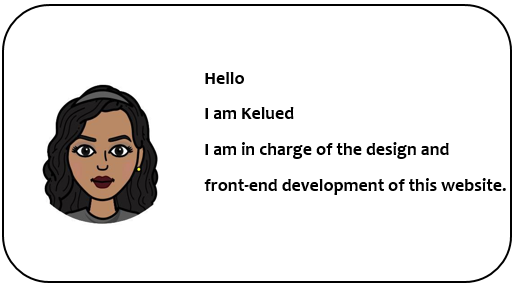 Hello
I am Kelued
I am in charge of the design and
front-end development of this website.